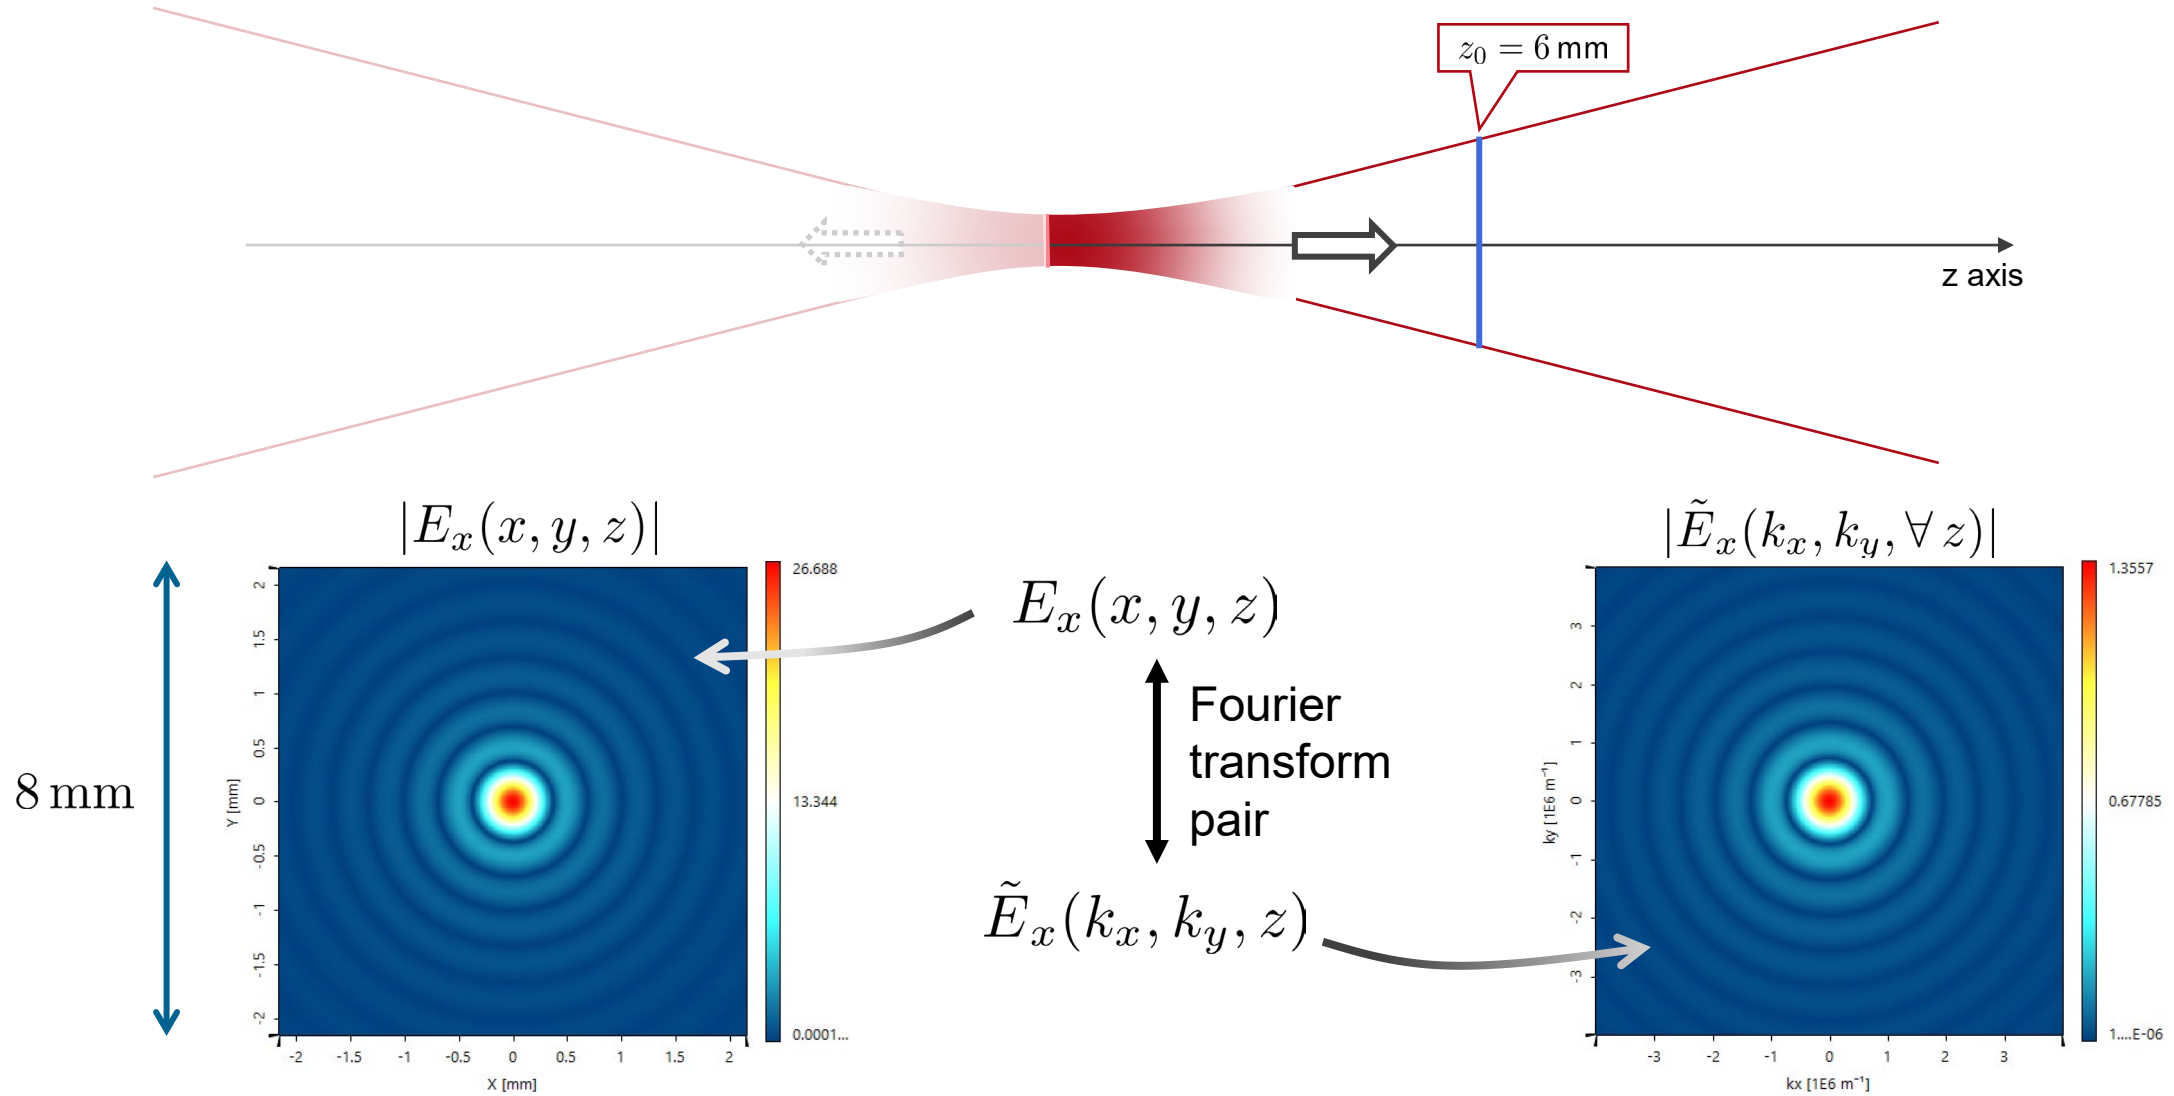 z₀ = 6 mm
z axis
|Eₓ(x, y, z)|
|Ẽₓ(kₓ, k_y, ∀ z)|
8 mm
Y [mm]
2
1.5
1
0.5
0
-0.5
-1
-1.5
-2
-2 -1.5 -1 -0.5 0 0.5 1 1.5 2
X [mm]
26.688
13.344
0.0001...
Eₓ(x, y, z)
Fourier
transform
pair
Ẽₓ(kₓ, k_y, z)
ky [1E6 m⁻¹]
3
2
1
0
-1
-2
-3
-3 -2 -1 0 1 2 3
kx [1E6 m⁻¹]
1.3557
0.67785
1....E-06